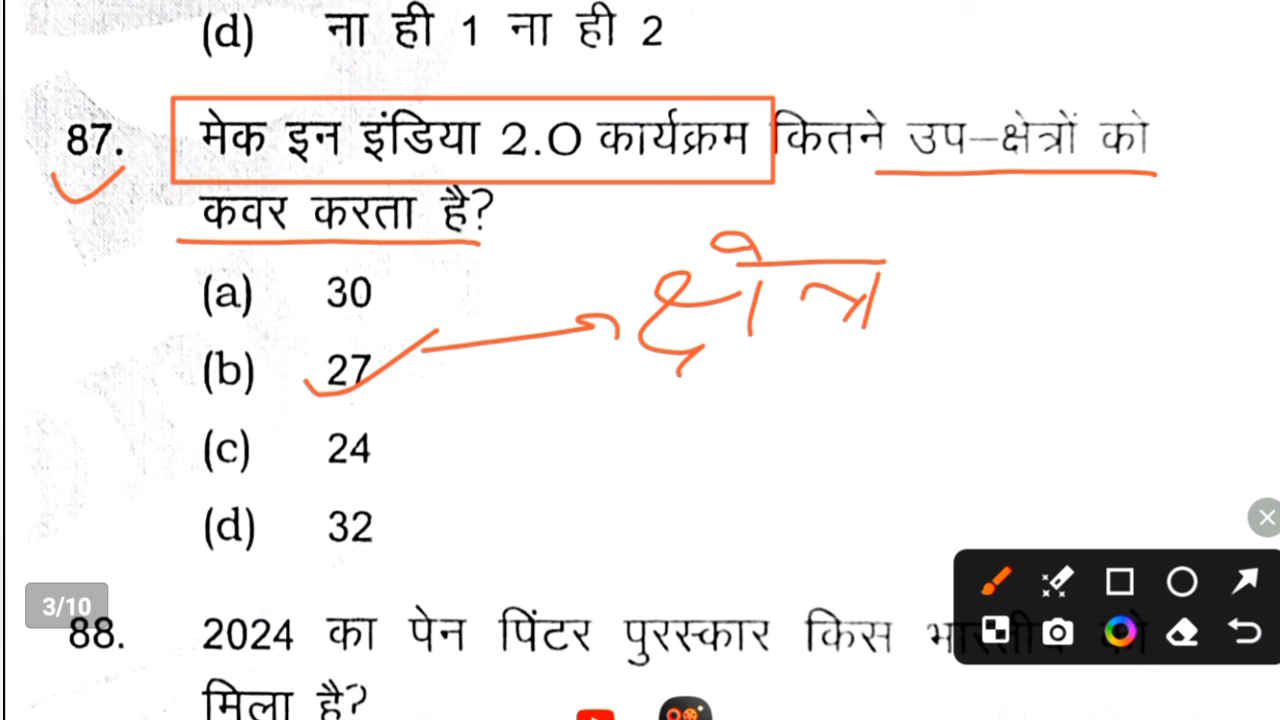 (d) ना ही 1 ना ही 2
87. मेक इन इंडिया 2.0 कार्यक्रम कितने उप–क्षेत्रों को
कवर करता है?
(a) 30
क्षेत्र
(b) 27
(c) 24
(d) 32
3/10
88. 2024 का पेन पिंटर पुरस्कार किस भारतीय को
मिला है?